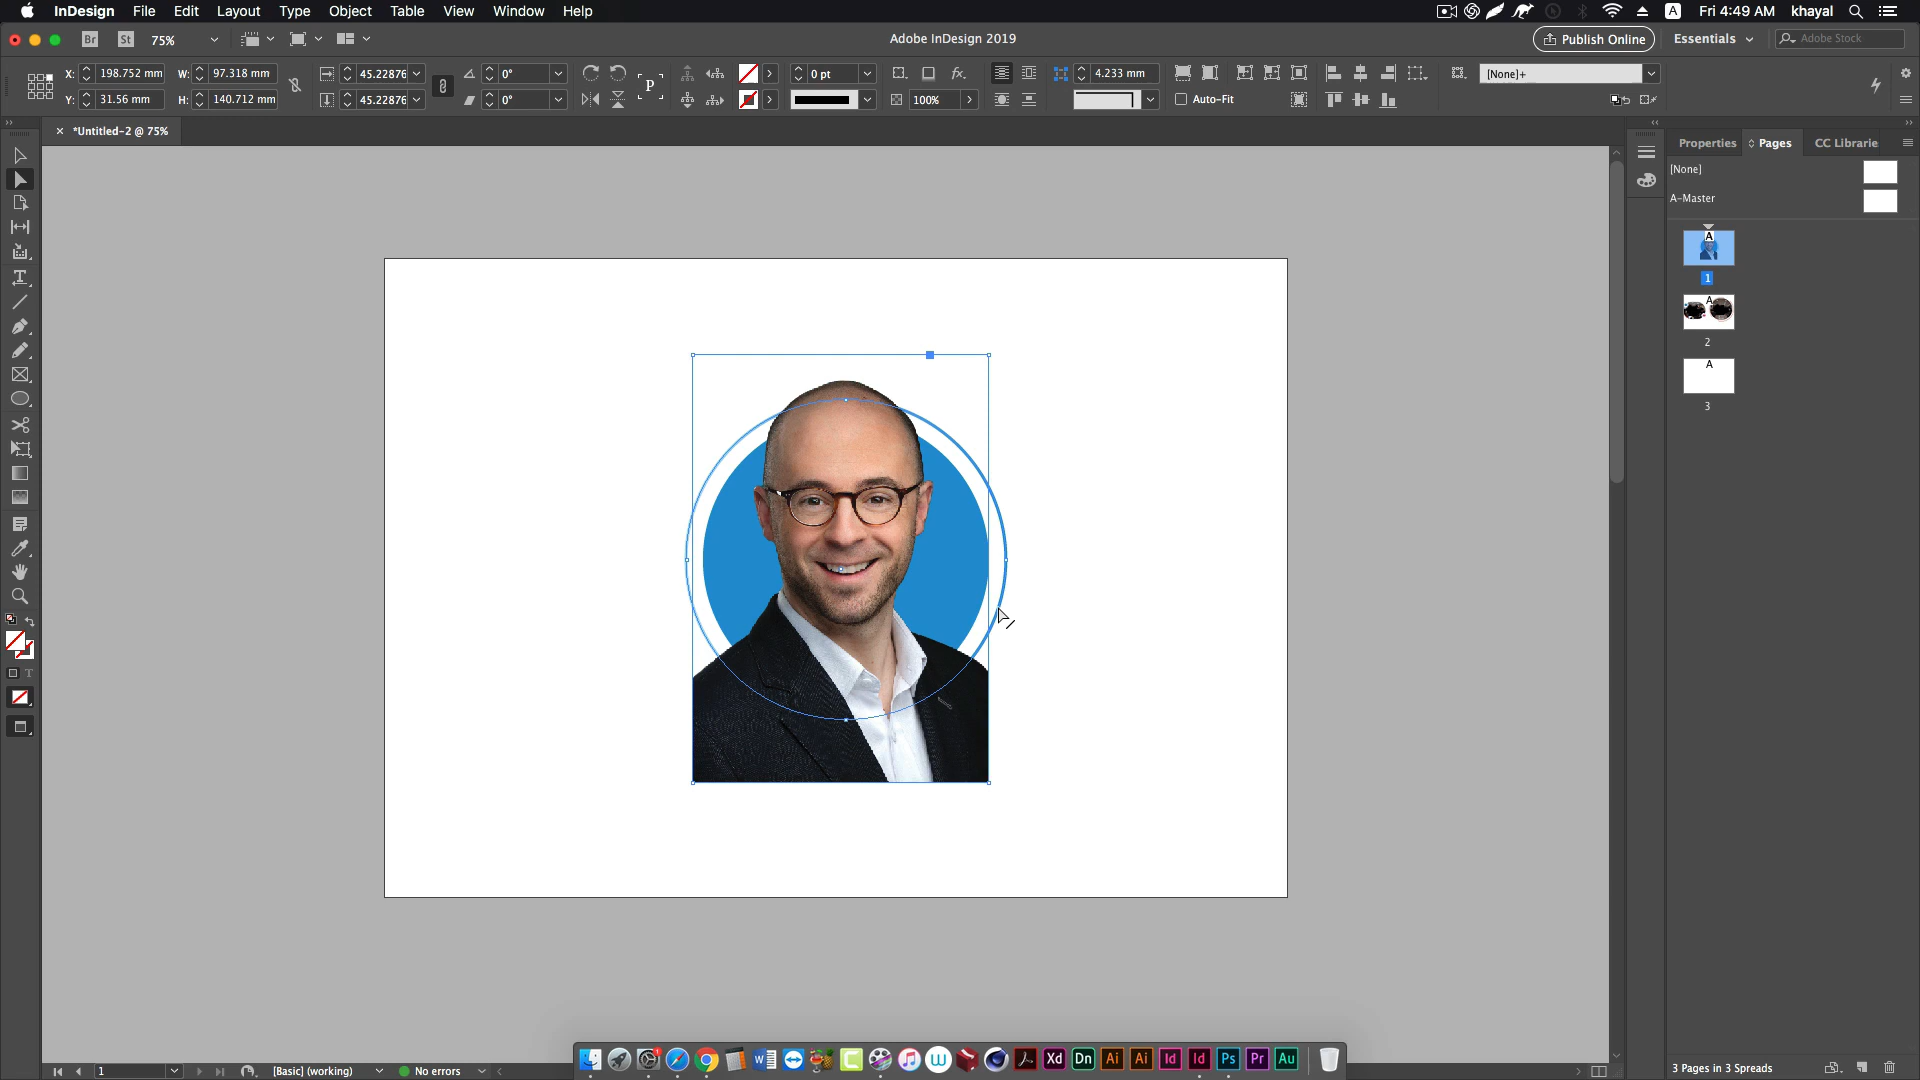 InDesign File Edit Layout Type Object Table View Window Help
A Fri 4:49 AM khayal
Br St 75%
Adobe InDesign 2019
Publish Online Essentials Adobe Stock
X: 198.752 mm W: 97.318 mm 45.22876 0° P 0 pt 4.233 mm [None]+
Y: 31.56 mm H: 140.712 mm 45.22876 0° fx. 100% Auto-Fit
× *Untitled-2 @ 75%
Properties Pages CC Librarie
[None]
A-Master
A
1
A
2
A
3
T
T
1 [Basic] (working) No errors
W Xd Dn Ai Ai Id Id Ps Pr Au
3 Pages in 3 Spreads